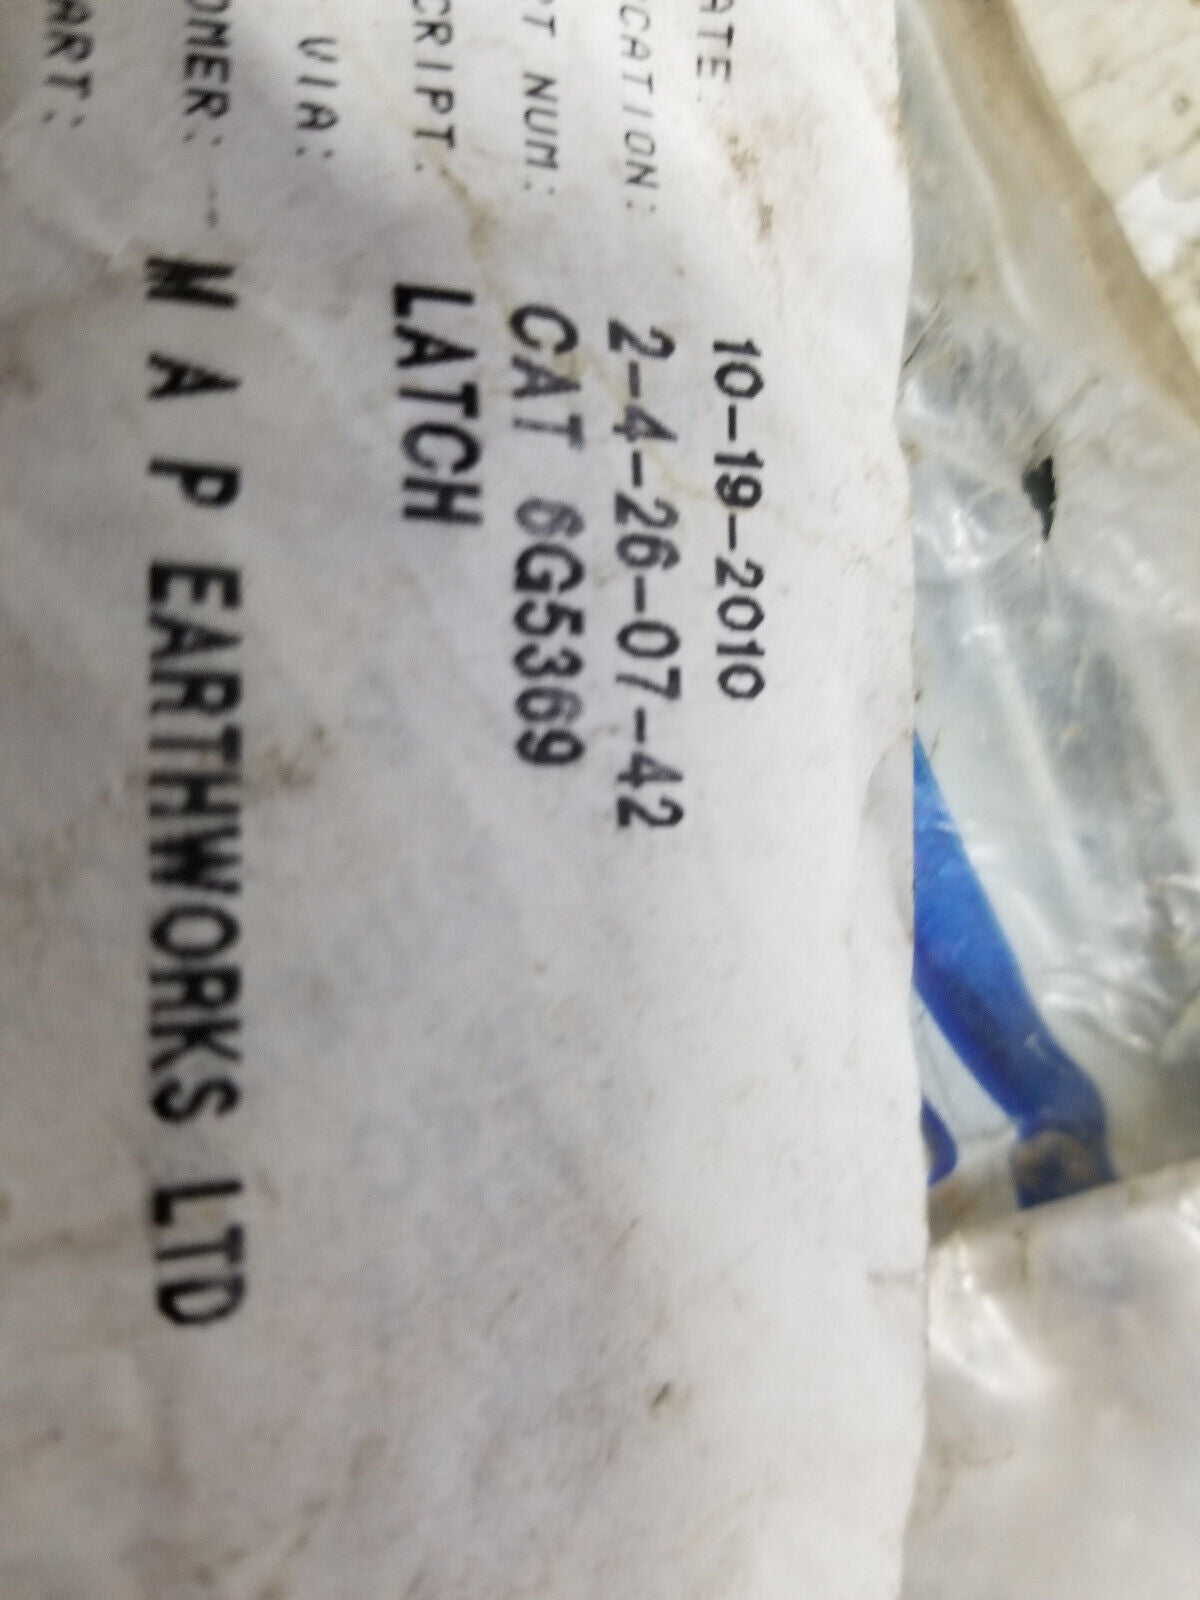 ATE: 10-19-2010
CATION: 2-4-26-07-42
RT NUM: CAT 6G5369
CRIPT: LATCH
VIA:
OMER: N A P EARTHWORKS LTD
ART: